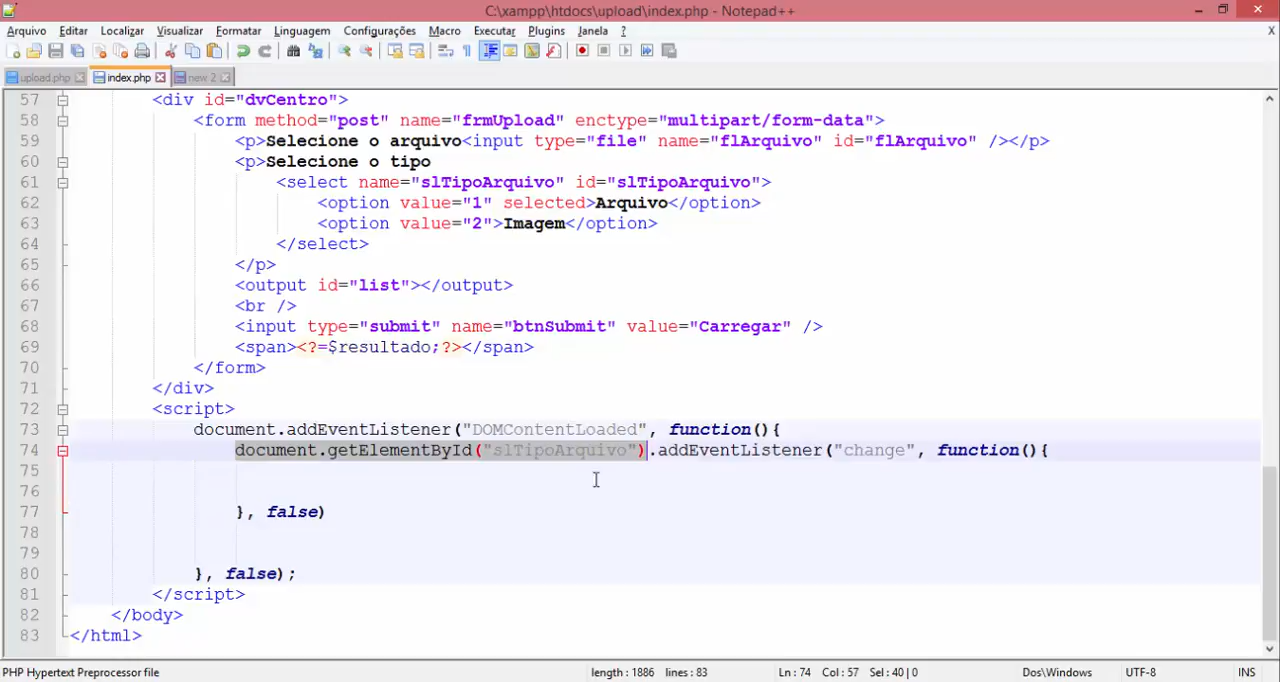 C:\xampp\htdocs\upload\index.php - Notepad++
Arquivo Editar Localizar Visualizar Formatar Linguagem Configurações Macro Executar Plugins Janela ? X
upload.php index.php new 2
57 <div id="dvCentro">
58 <form method="post" name="frmUpload" enctype="multipart/form-data">
59 <p>Selecione o arquivo<input type="file" name="flArquivo" id="flArquivo" /></p>
60 <p>Selecione o tipo
61 <select name="slTipoArquivo" id="slTipoArquivo">
62 <option value="1" selected>Arquivo</option>
63 <option value="2">Imagem</option>
64 </select>
65 </p>
66 <output id="list"></output>
67 <br />
68 <input type="submit" name="btnSubmit" value="Carregar" />
69 <span><?=$resultado;?></span>
70 </form>
71 </div>
72 <script>
73 document.addEventListener("DOMContentLoaded", function(){
74 document.getElementById("slTipoArquivo").addEventListener("change", function(){
75
76
77 }, false)
78
79
80 }, false);
81 </script>
82 </body>
83 </html>
PHP Hypertext Preprocessor file length : 1886 lines : 83 Ln : 74 Col : 57 Sel : 40 | 0 Dos\Windows UTF-8 INS